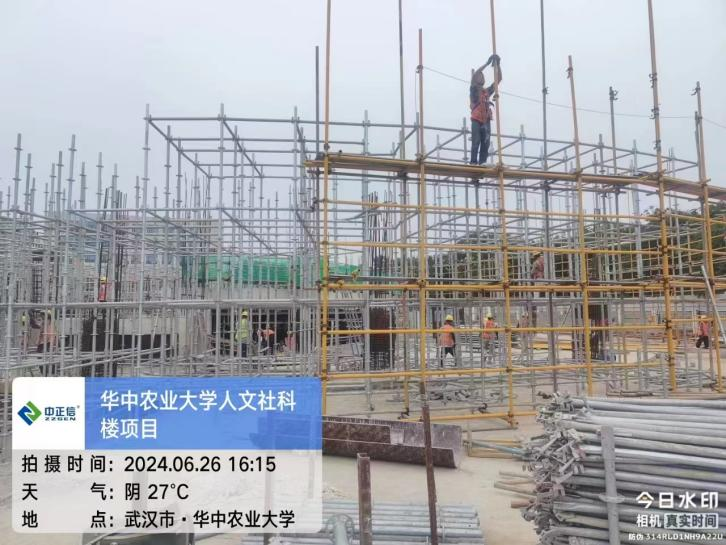 中正信®
ZZSEN
华中农业大学人文社科
楼项目
拍摄时间：2024.06.26 16:15
天气：阴 27°C
地点：武汉市·华中农业大学
今日水印
相机 真实时间
防伪 314RLD1NH9A22U